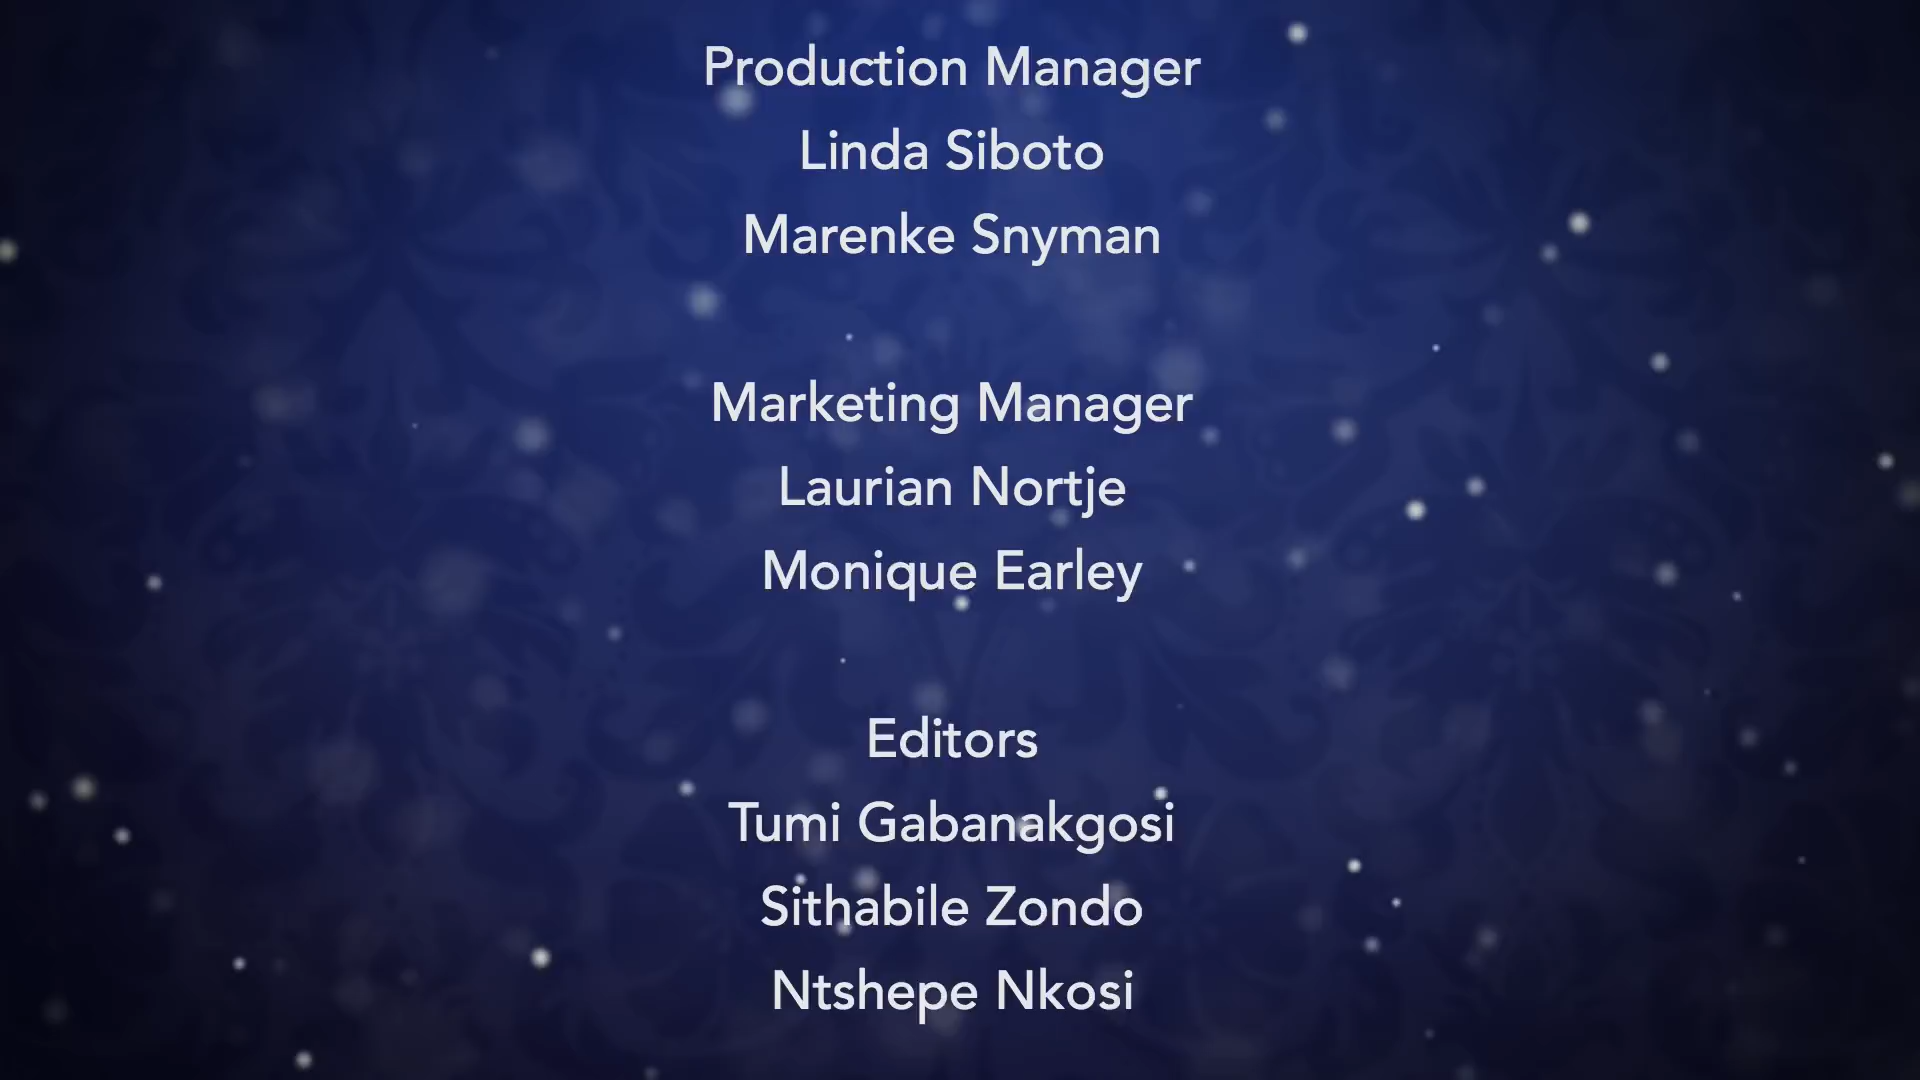 Production Manager
Linda Siboto
Marenke Snyman
Marketing Manager
Laurian Nortje
Monique Earley
Editors
Tumi Gabanakgosi
Sithabile Zondo
Ntshepe Nkosi